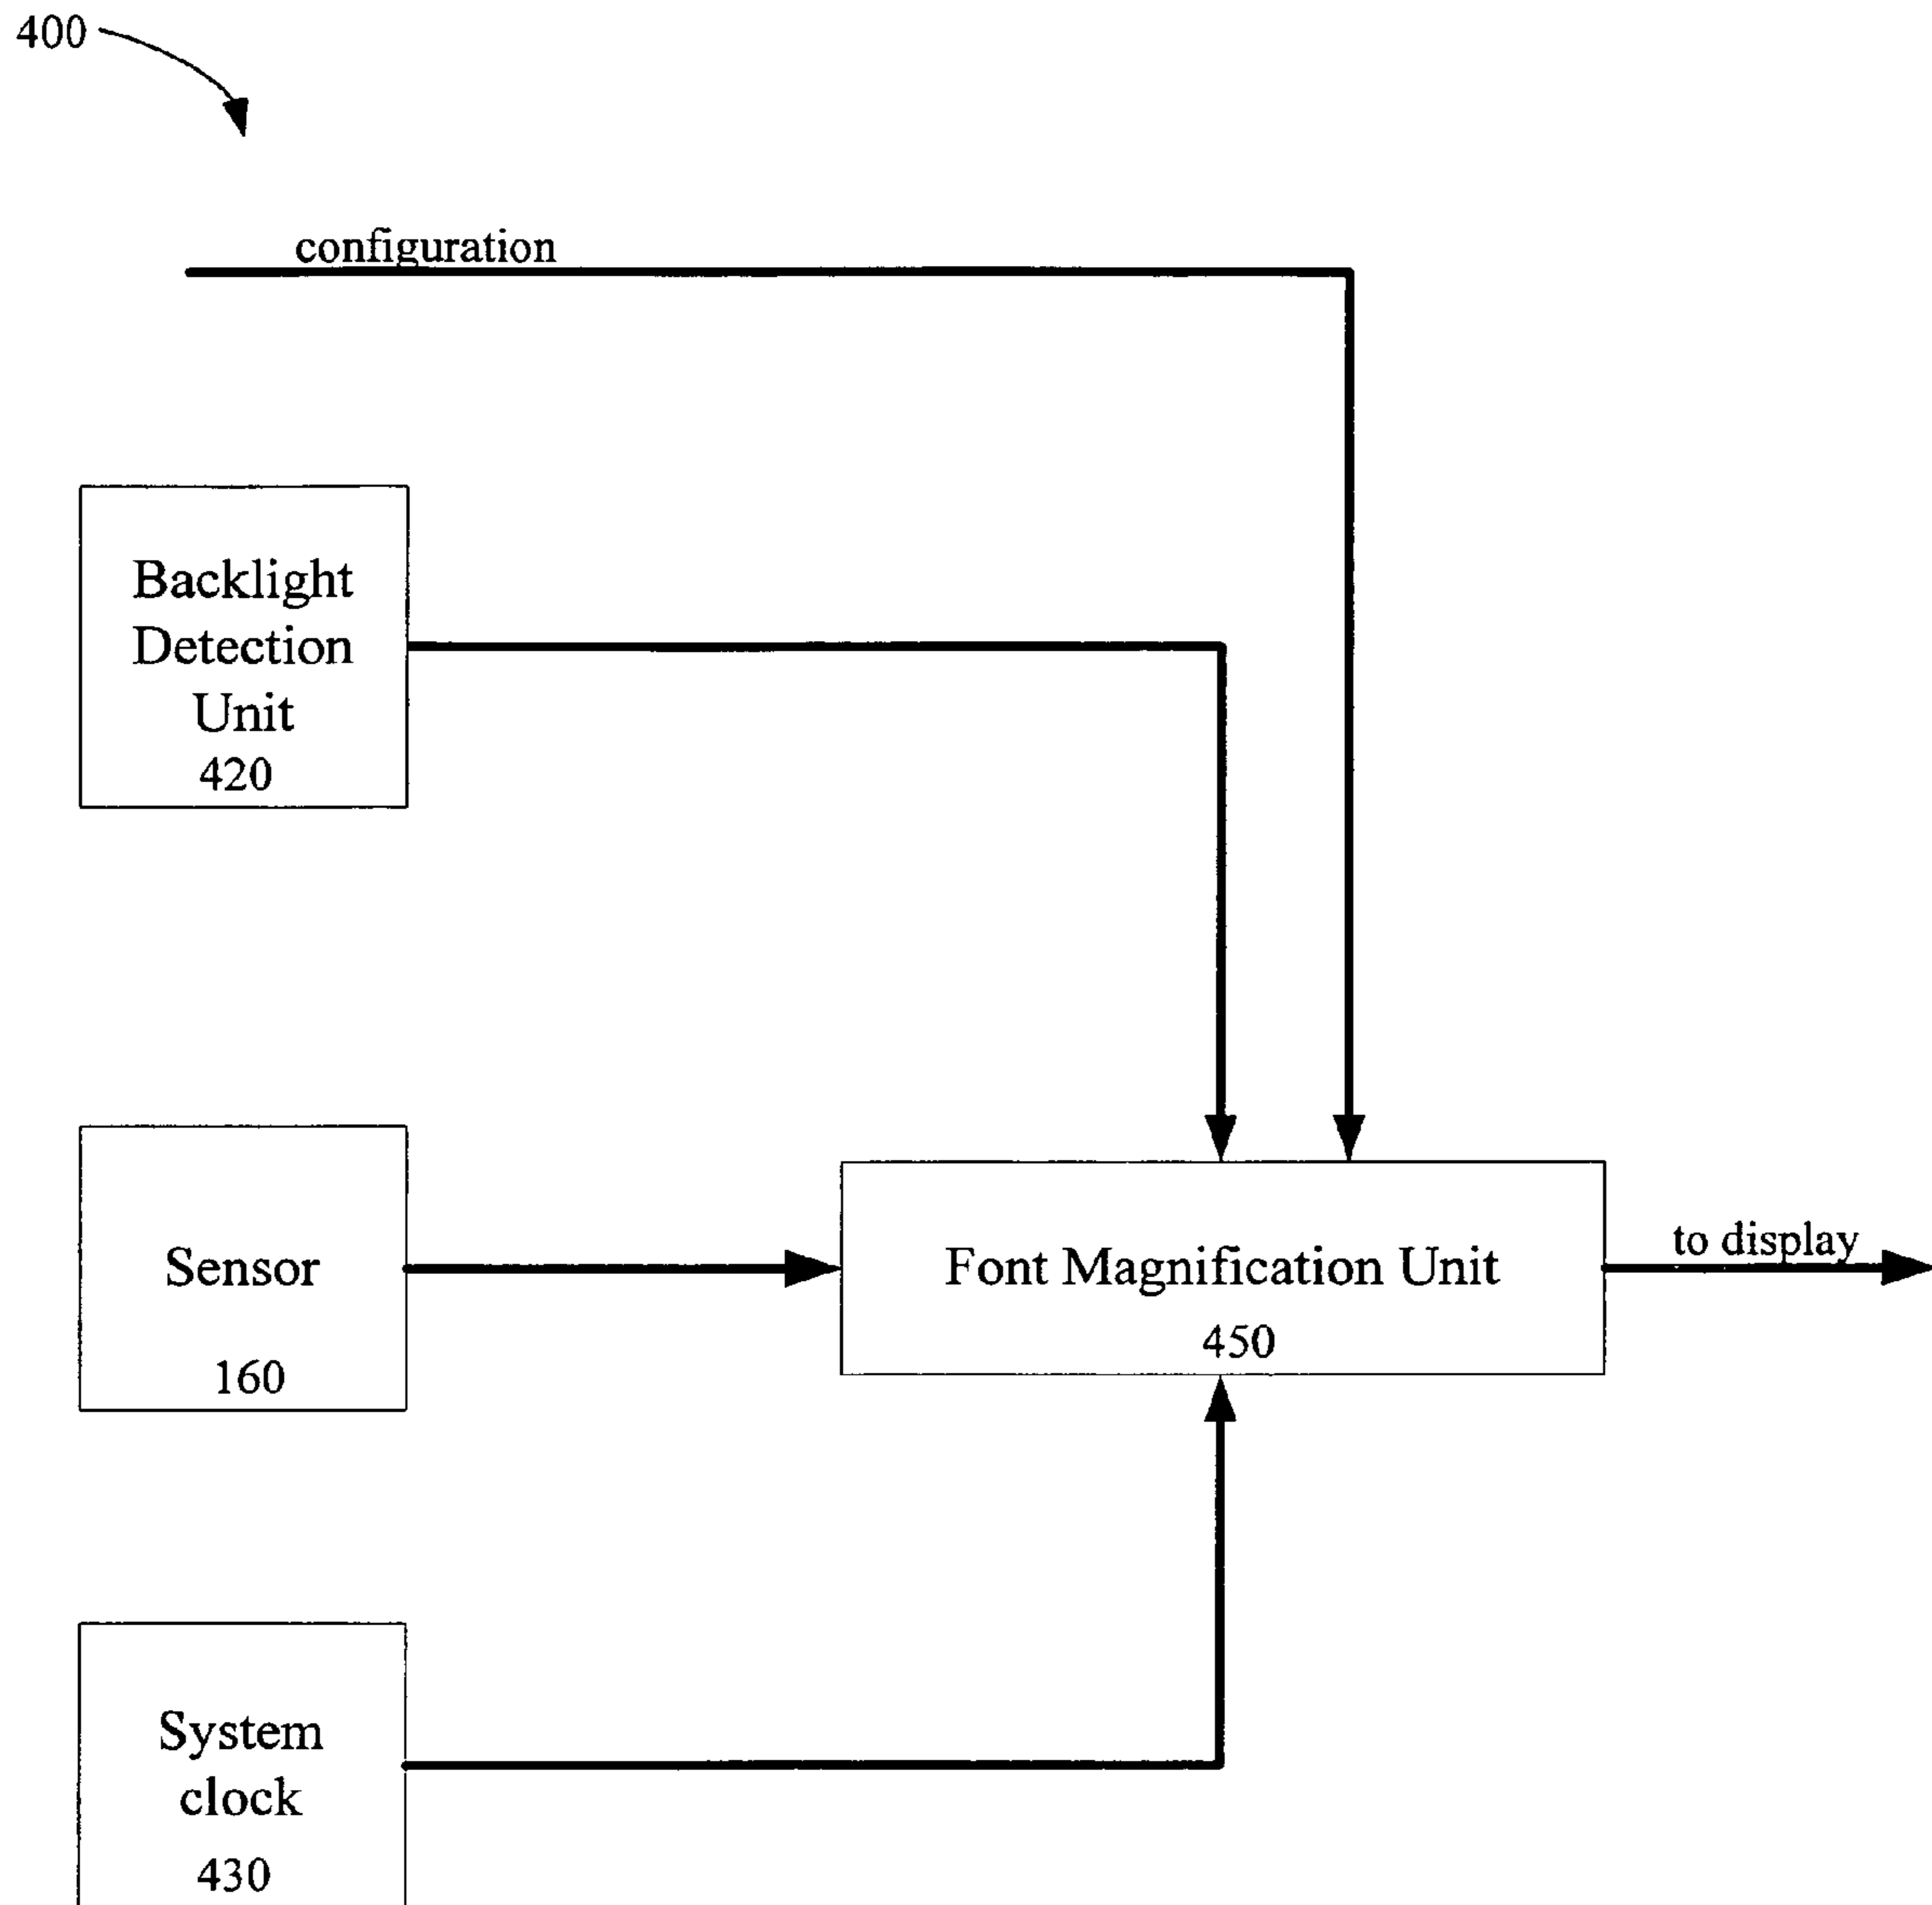 400
configuration
Backlight
Detection
Unit
420
Sensor
160
Font Magnification Unit
450
to display
System
clock
430